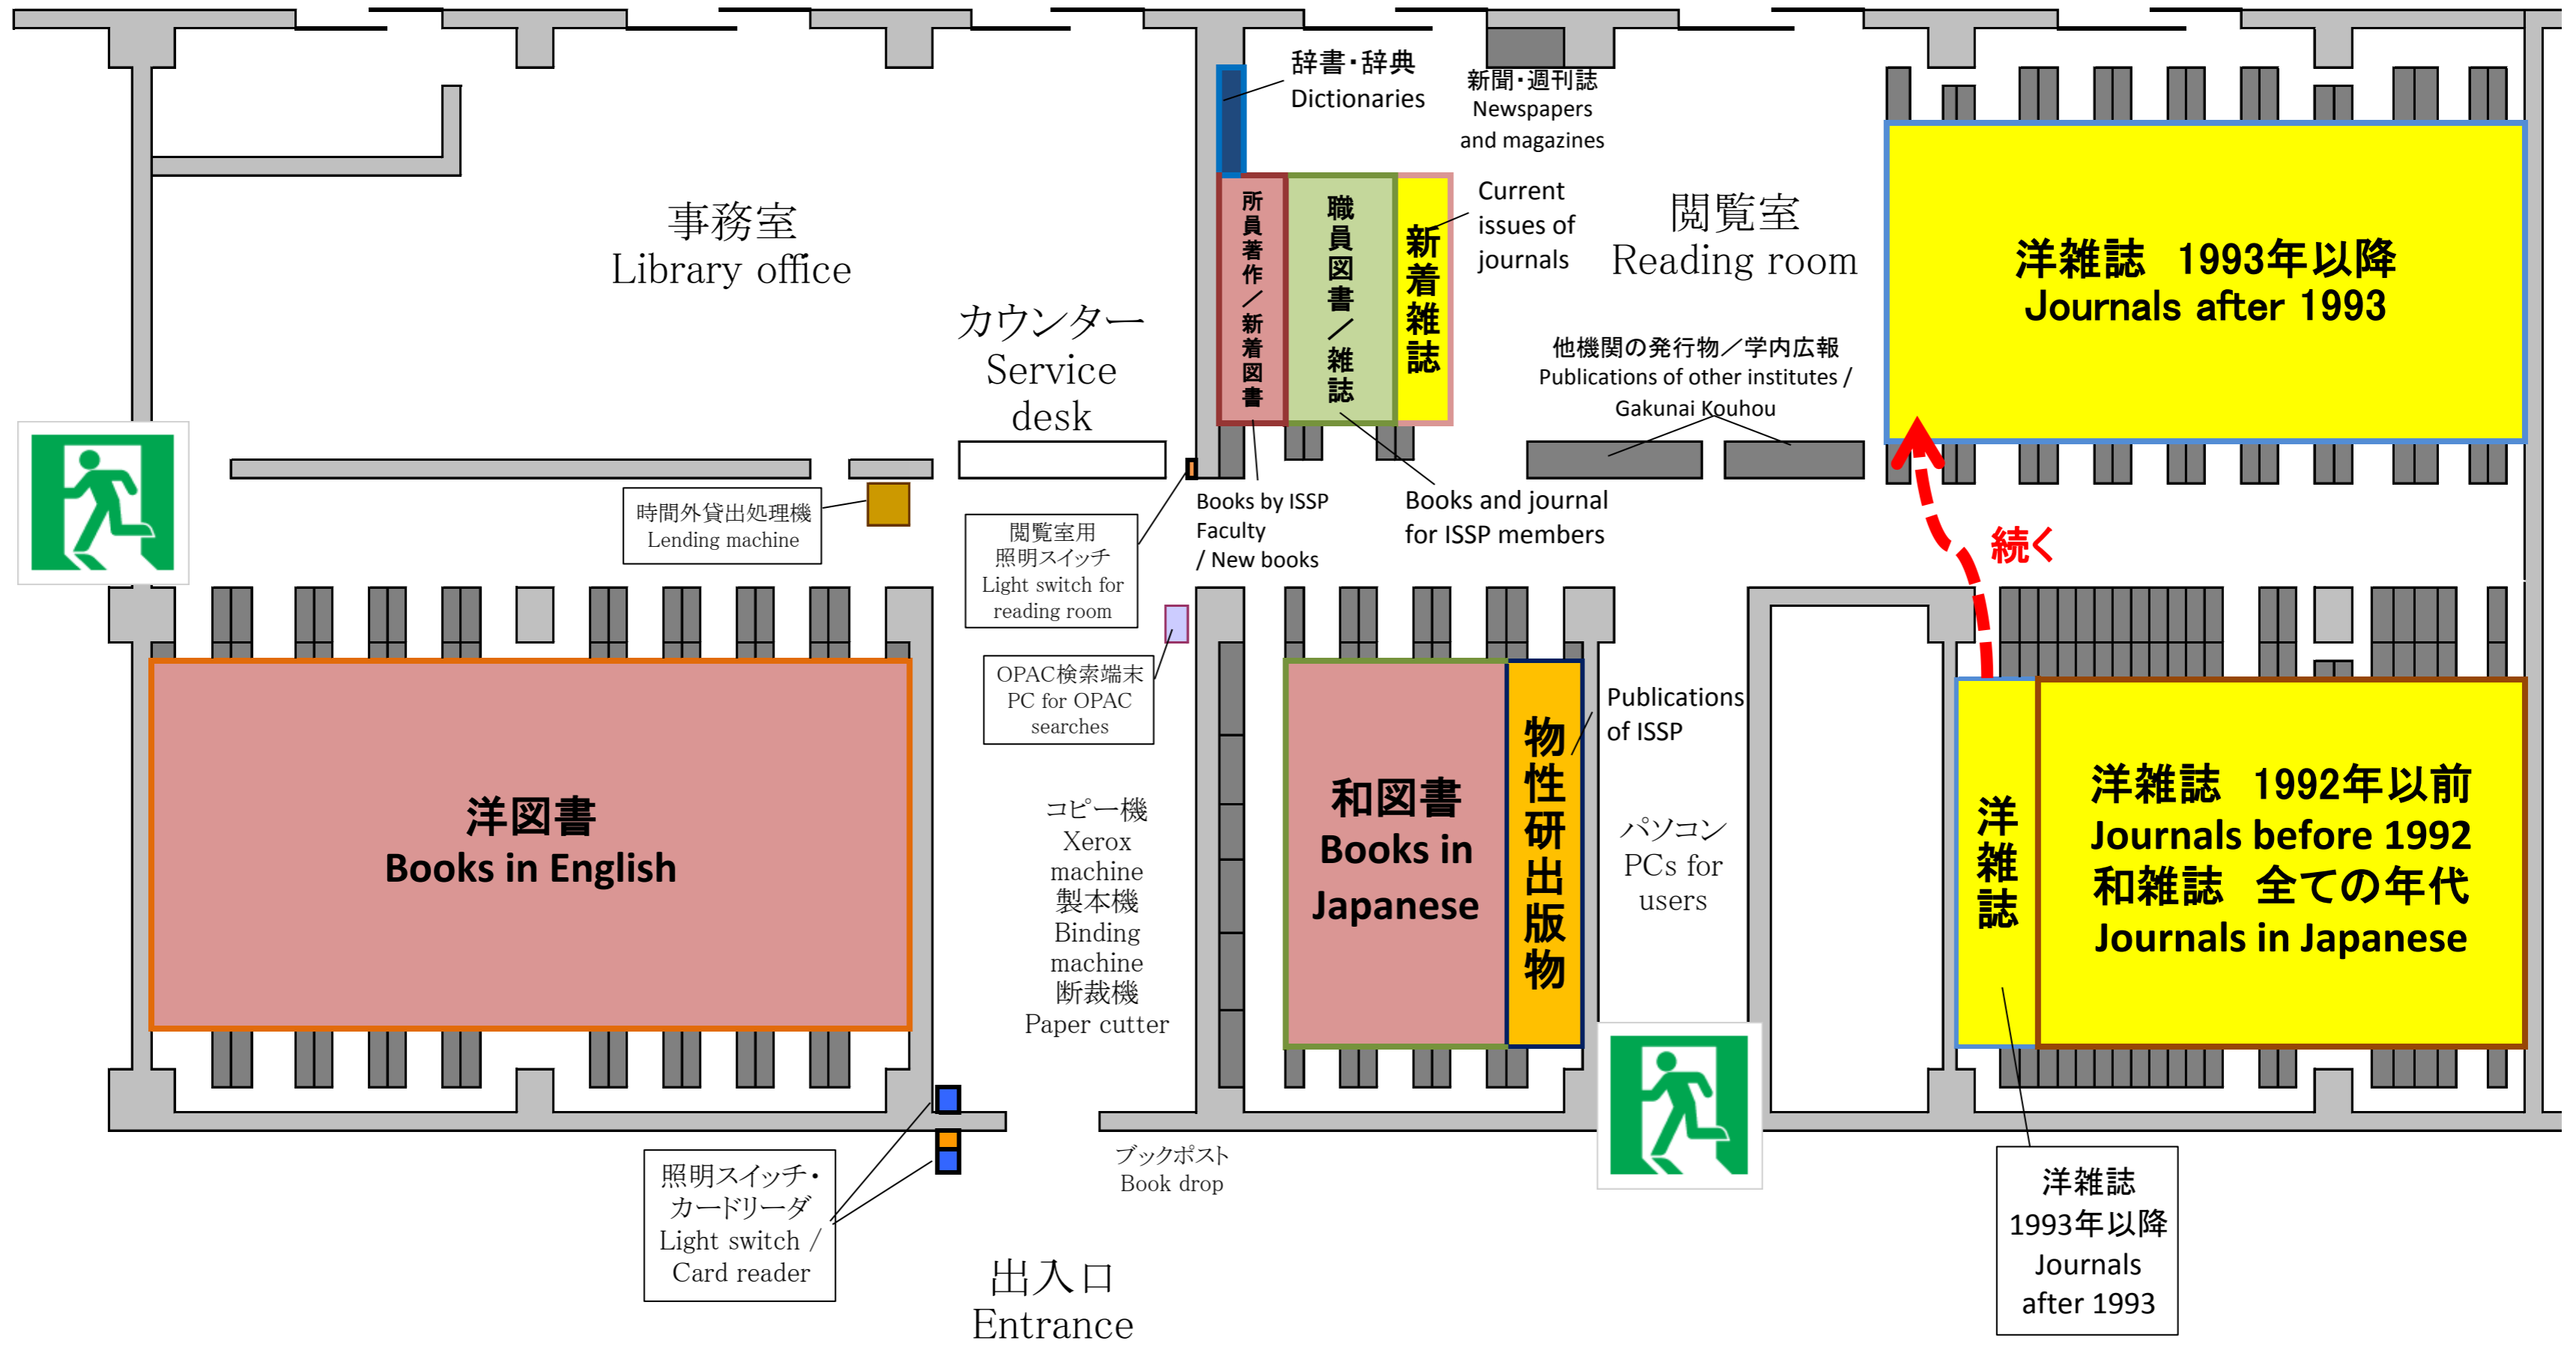 辞書・辞典
Dictionaries
新聞・週刊誌
Newspapers
and magazines
事務室
Library office
カウンター
Service
desk
所員著作/新着図書
職員図書/雑誌
新着雑誌
Current
issues of
journals
閲覧室
Reading room
他機関の発行物/学内広報
Publications of other institutes /
Gakunai Kouhou
洋雑誌 1993年以降
Journals after 1993
時間外貸出処理機
Lending machine
閲覧室用
照明スイッチ
Light switch for
reading room
Books by ISSP
Faculty
/ New books
Books and journal
for ISSP members
続く
OPAC検索端末
PC for OPAC
searches
洋図書
Books in English
コピー機
Xerox
machine
製本機
Binding
machine
断裁機
Paper cutter
和図書
Books in
Japanese
物性研出版物
Publications
of ISSP
パソコン
PCs for
users
洋雑誌
洋雑誌 1992年以前
Journals before 1992
和雑誌 全ての年代
Journals in Japanese
照明スイッチ・
カードリーダ
Light switch /
Card reader
ブックポスト
Book drop
出入口
Entrance
洋雑誌
1993年以降
Journals
after 1993